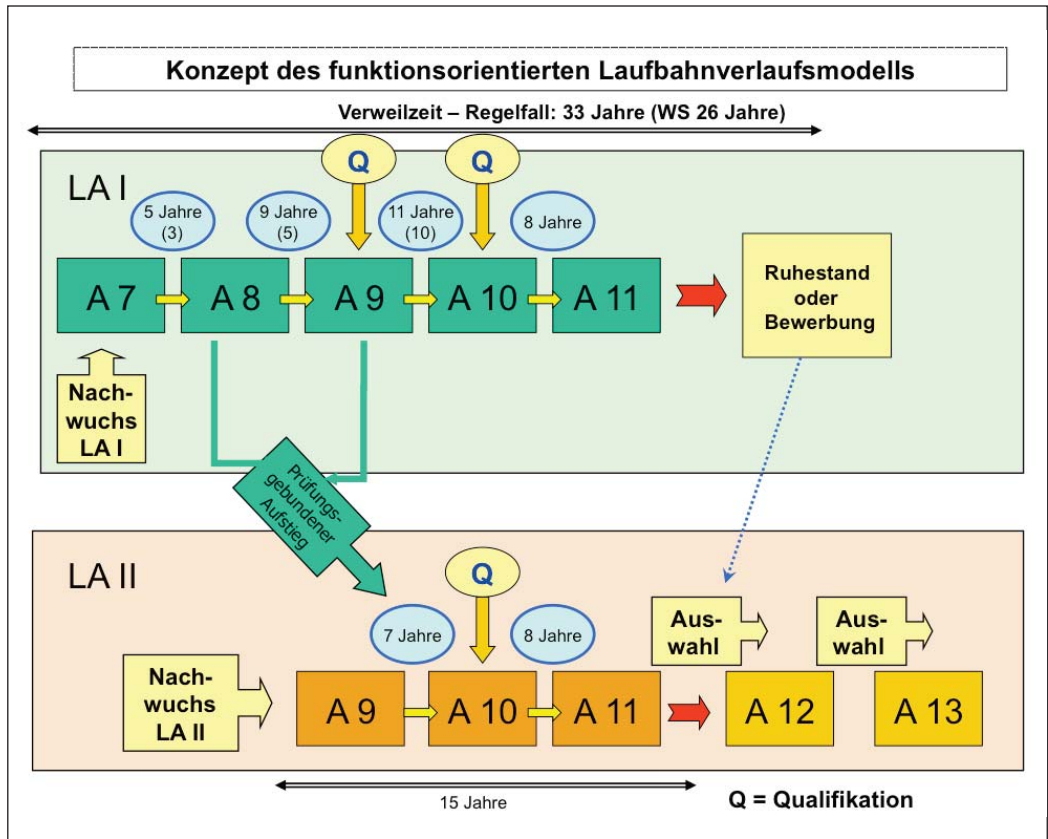 Konzept des funktionsorientierten Laufbahnverlaufsmodells
Verweilzeit – Regelfall: 33 Jahre (WS 26 Jahre)
LA I
Q
Q
5 Jahre
(3)
9 Jahre
(5)
11 Jahre
(10)
8 Jahre
A 7
A 8
A 9
A 10
A 11
Ruhestand
oder
Bewerbung
Nach-
wuchs
LA I
Prüfungs-
gebundener
Aufstieg
LA II
Q
7 Jahre
8 Jahre
Aus-
wahl
Aus-
wahl
Nach-
wuchs
LA II
A 9
A 10
A 11
A 12
A 13
15 Jahre
Q = Qualifikation